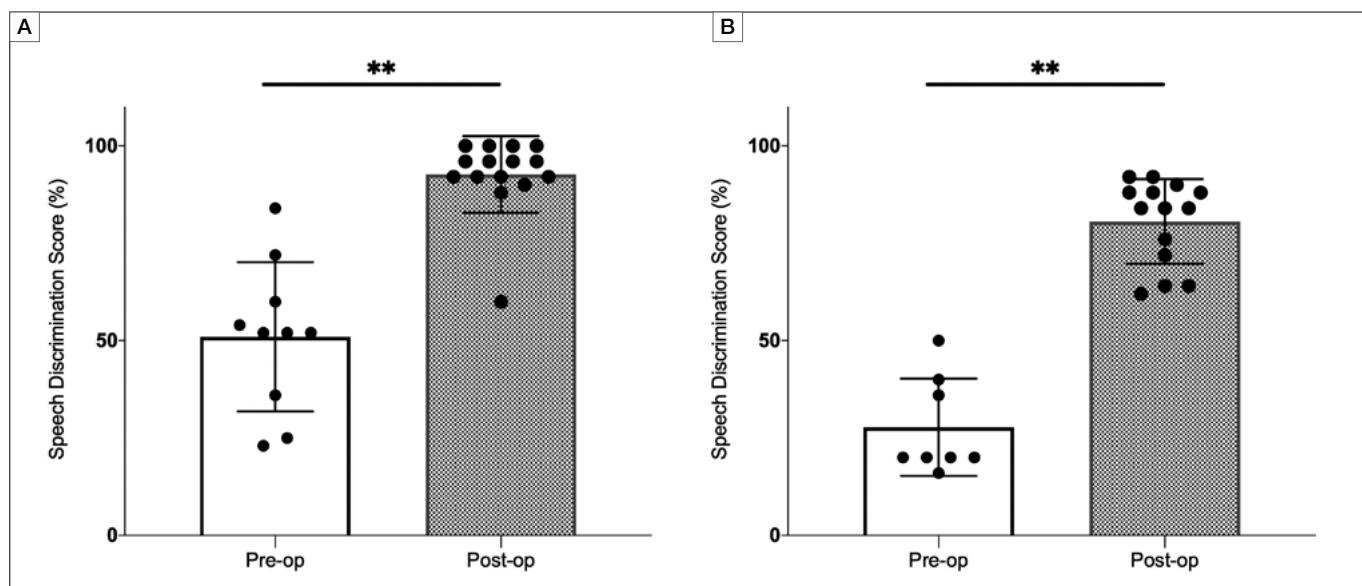 A
**
Speech Discrimination Score (%)
100
50
0
Pre-op
Post-op
B
**
Speech Discrimination Score (%)
100
50
0
Pre-op
Post-op